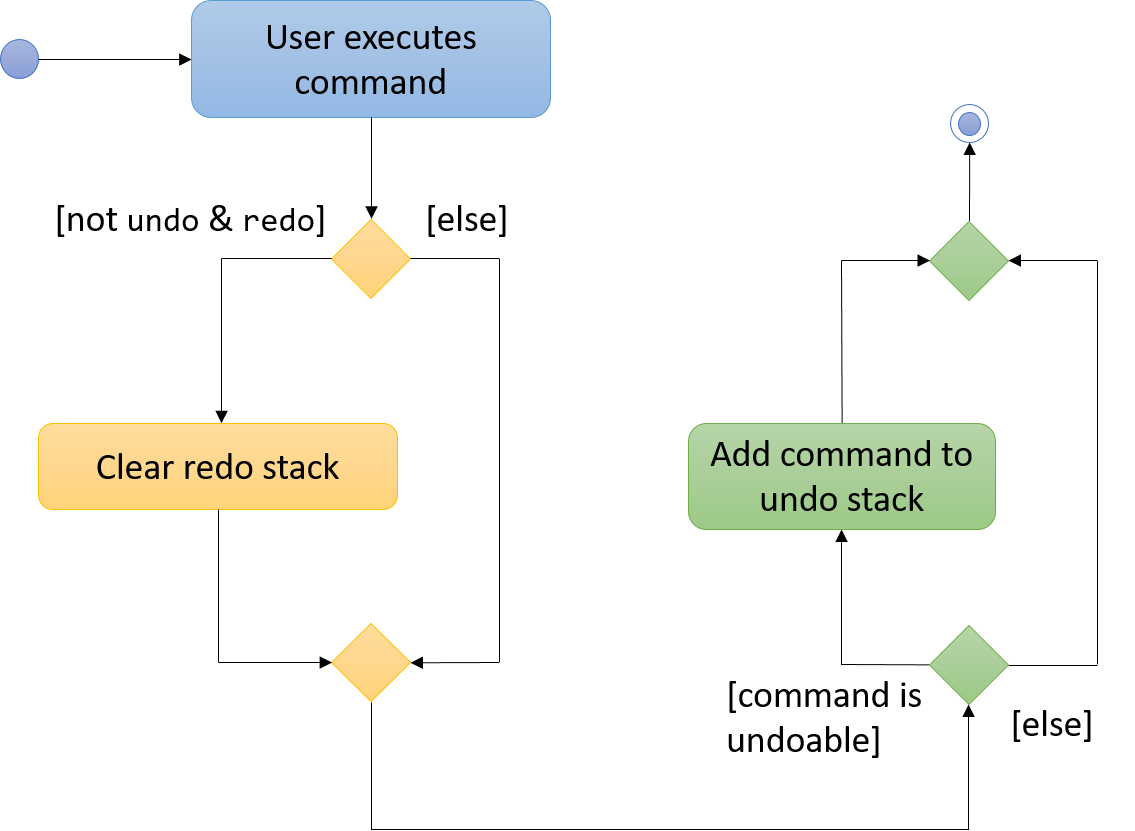 User executes
command
[not undo & redo]
[else]
Clear redo stack
Add command to
undo stack
[command is
undoable]
[else]